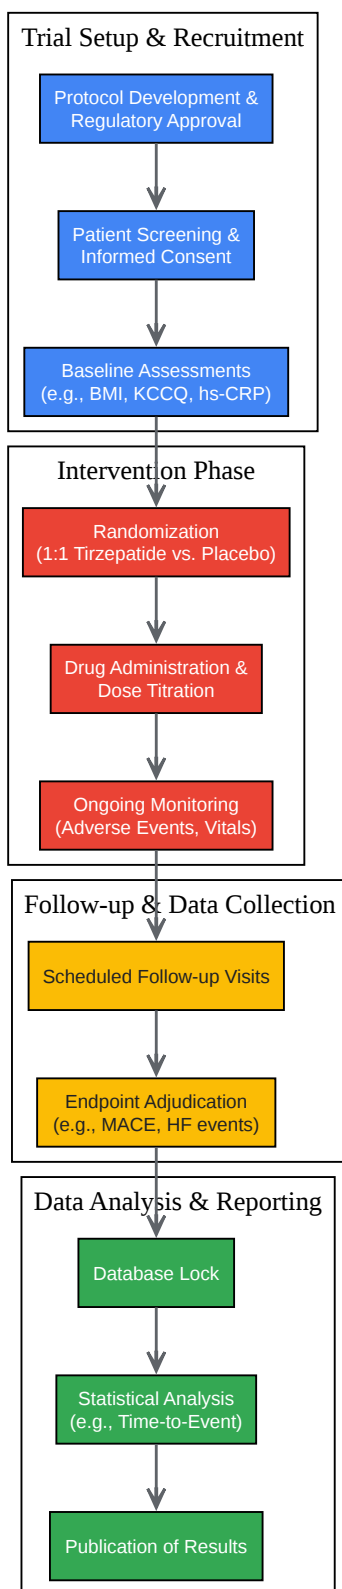 Trial Setup & Recruitment
Protocol Development &
Regulatory Approval
Patient Screening &
Informed Consent
Baseline Assessments
(e.g., BMI, KCCQ, hs-CRP)
Intervention Phase
Randomization
(1:1 Tirzepatide vs. Placebo)
Drug Administration &
Dose Titration
Ongoing Monitoring
(Adverse Events, Vitals)
Follow-up & Data Collection
Scheduled Follow-up Visits
Endpoint Adjudication
(e.g., MACE, HF events)
Data Analysis & Reporting
Database Lock
Statistical Analysis
(e.g., Time-to-Event)
Publication of Results